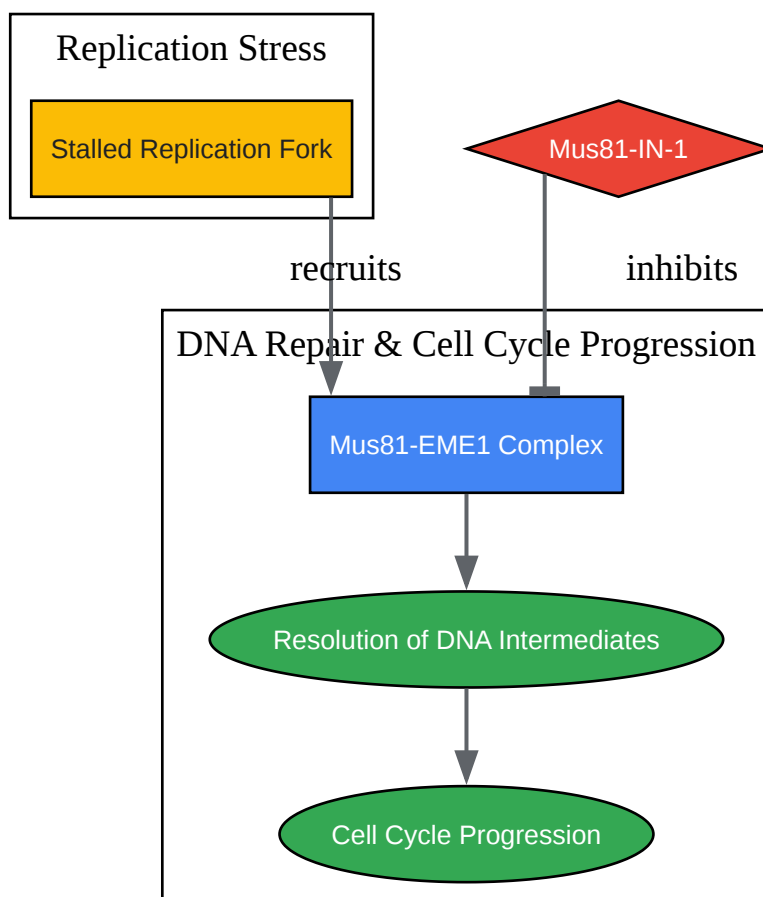 Replication Stress
Stalled Replication Fork
Mus81-IN-1
recruits
inhibits
DNA Repair & Cell Cycle Progression
Mus81-EME1 Complex
Resolution of DNA Intermediates
Cell Cycle Progression